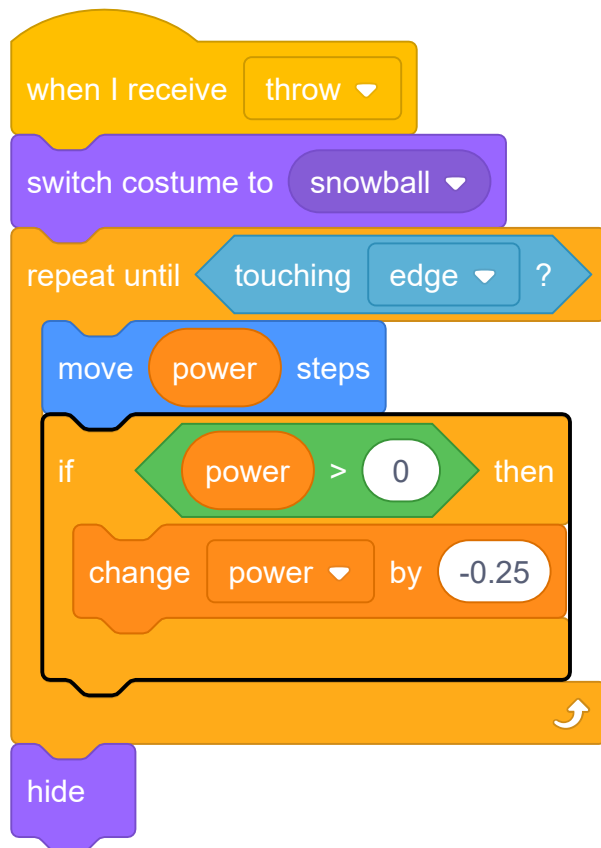 when I receive throw
switch costume to snowball
repeat until touching edge ?
move power steps
if power > 0 then
change power by -0.25
hide